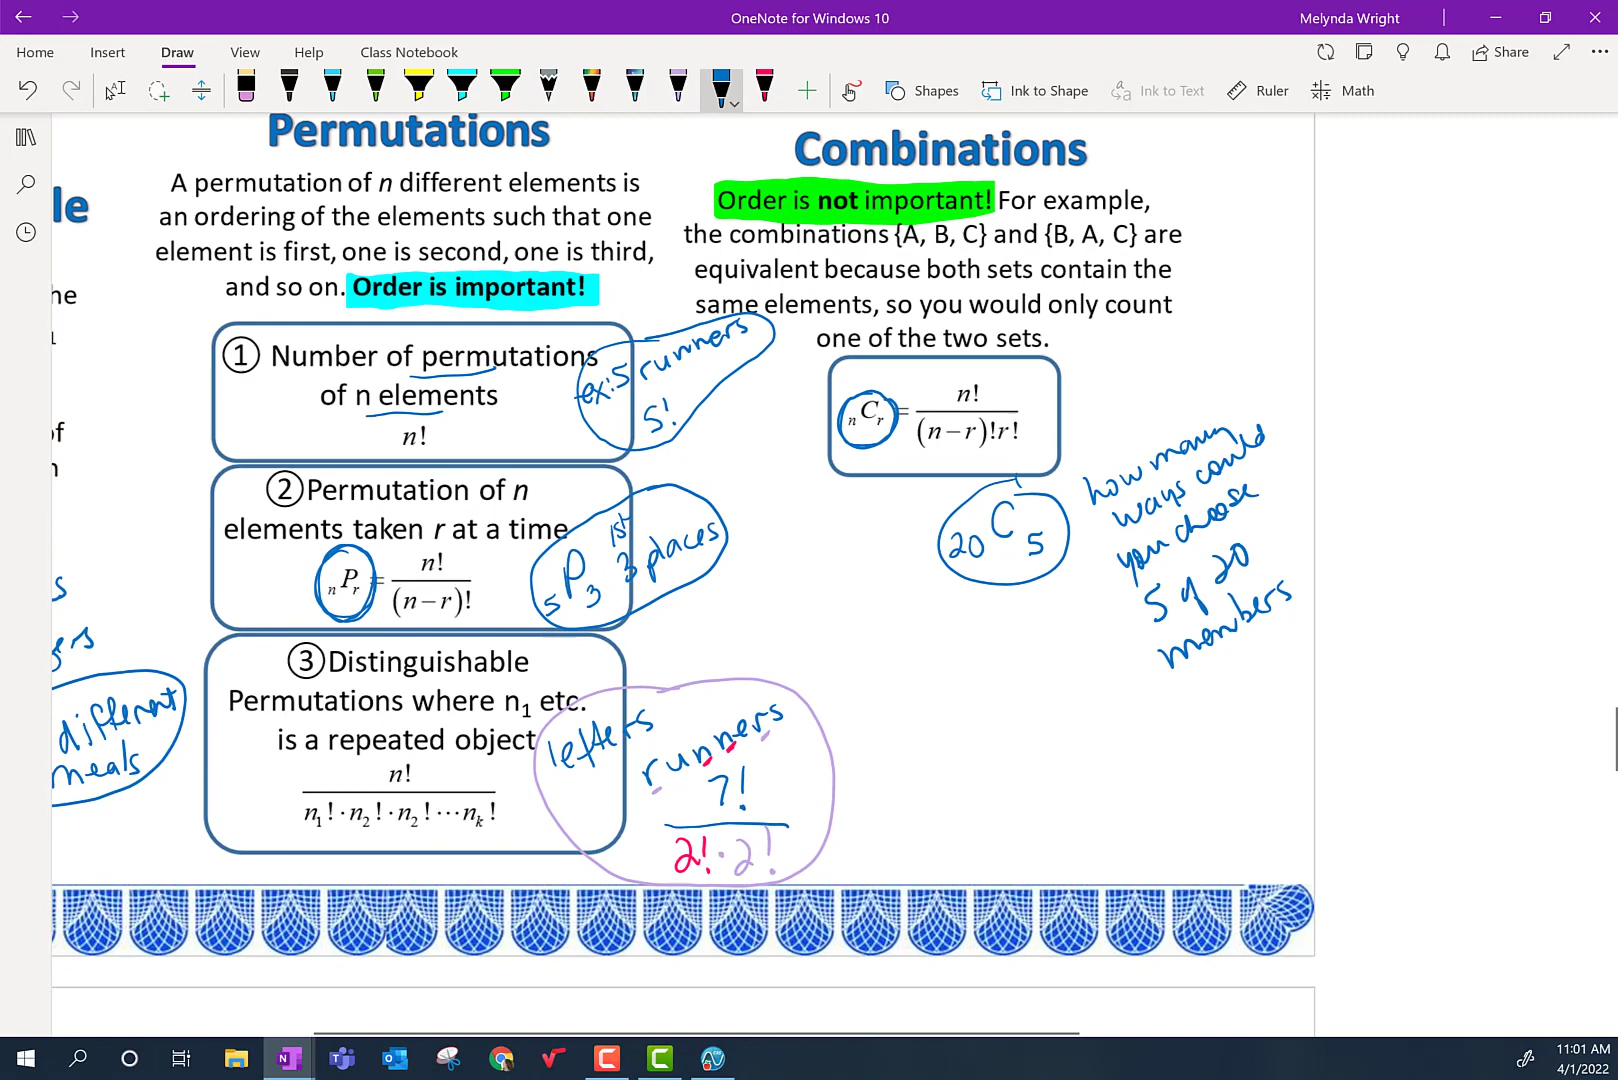 OneNote for Windows 10
Melynda Wright
Home
Insert
Draw
View
Help
Class Notebook
Share
Shapes
Ink to Shape
Ink to Text
Ruler
Math
le
he
of
s
meals
different
Permutations
A permutation of n different elements is
an ordering of the elements such that one
element is first, one is second, one is third,
and so on. Order is important!
① Number of permutations
of n elements
n!
ex: 5 runners
5!
② Permutation of n
elements taken r at a time
nPr = n! / (n − r)!
1st
5P3 3 places
③ Distinguishable
Permutations where n1 etc.
is a repeated object
n!
n1! · n2! · n2! ··· nk!
letters
runners
7!
2! · 2!
Combinations
Order is not important! For example,
the combinations {A, B, C} and {B, A, C} are
equivalent because both sets contain the
same elements, so you would only count
one of the two sets.
nCr = n! / (n − r)!r!
20C5
how many
ways could
you choose
5 of 20
members
11:01 AM
4/1/2022